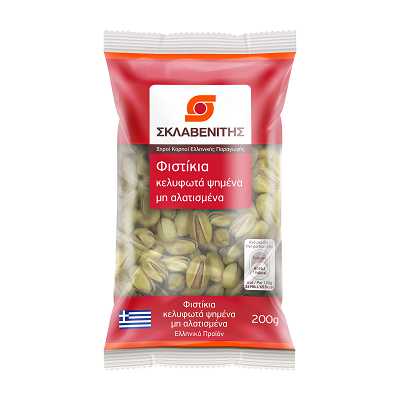 ΣΚΛΑΒΕΝΙΤΗΣ
Ξηροί Καρποί Ελληνικής Παραγωγής
Φιστίκια
κελυφωτά ψημένα
μη αλατισμένα
Φιστίκια
κελυφωτά ψημένα
μη αλατισμένα
Ελληνικό Προϊόν
200g